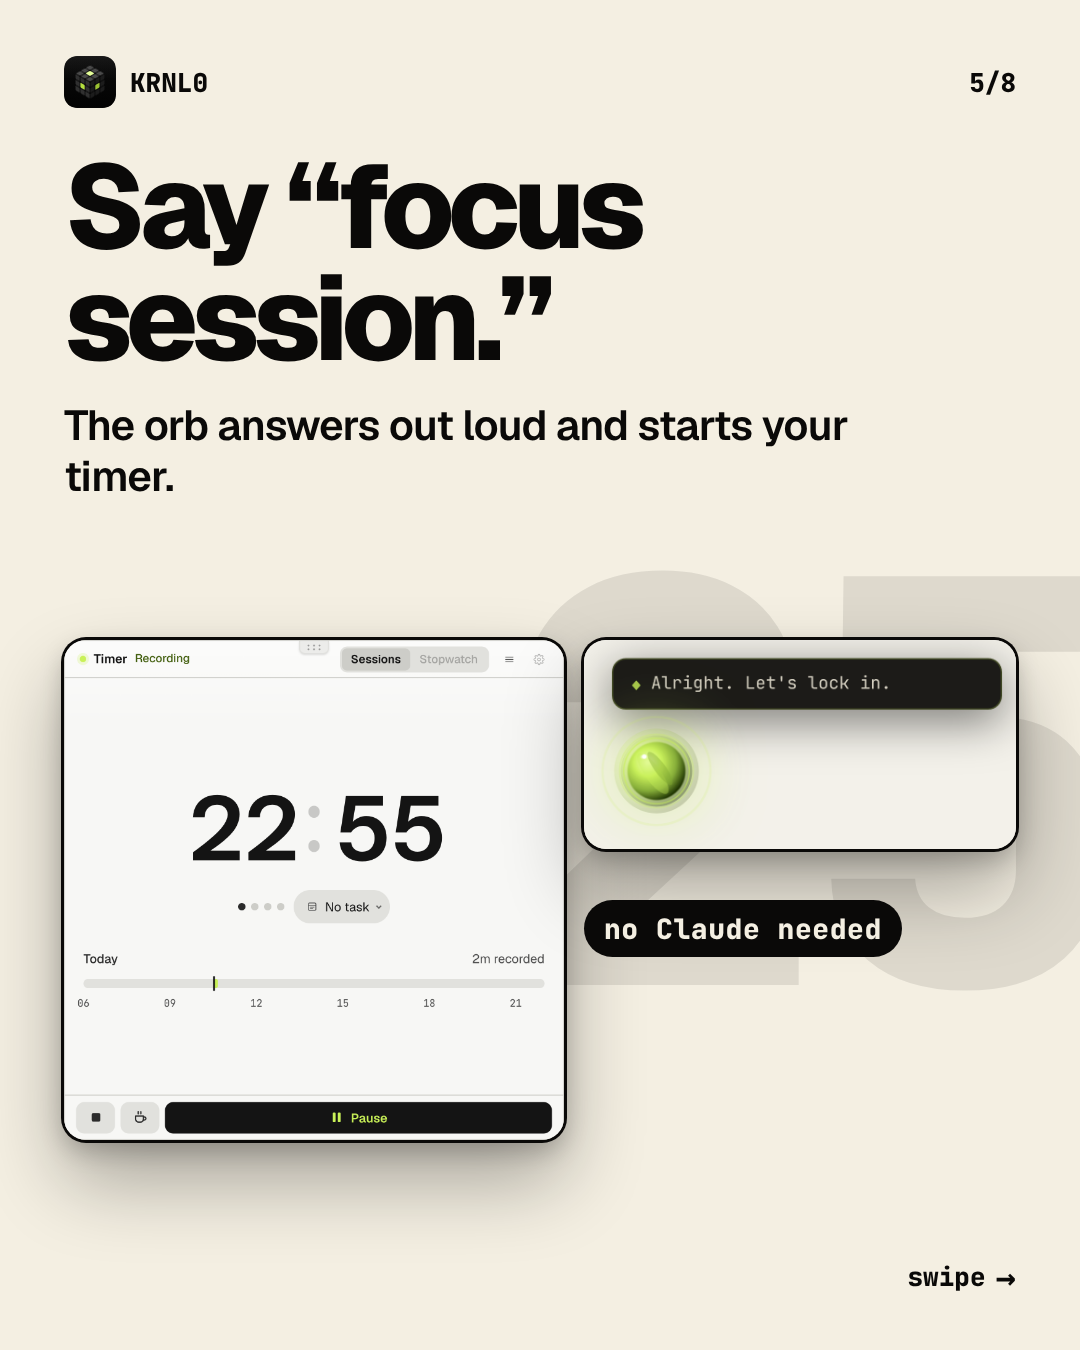 KRNL0
5/8
Say “focus
session.”
The orb answers out loud and starts your
timer.
25
Timer Recording
Sessions Stopwatch
22:55
No task
Today 2m recorded
06 09 12 15 18 21
Pause
◆ Alright. Let's lock in.
no Claude needed
swipe →